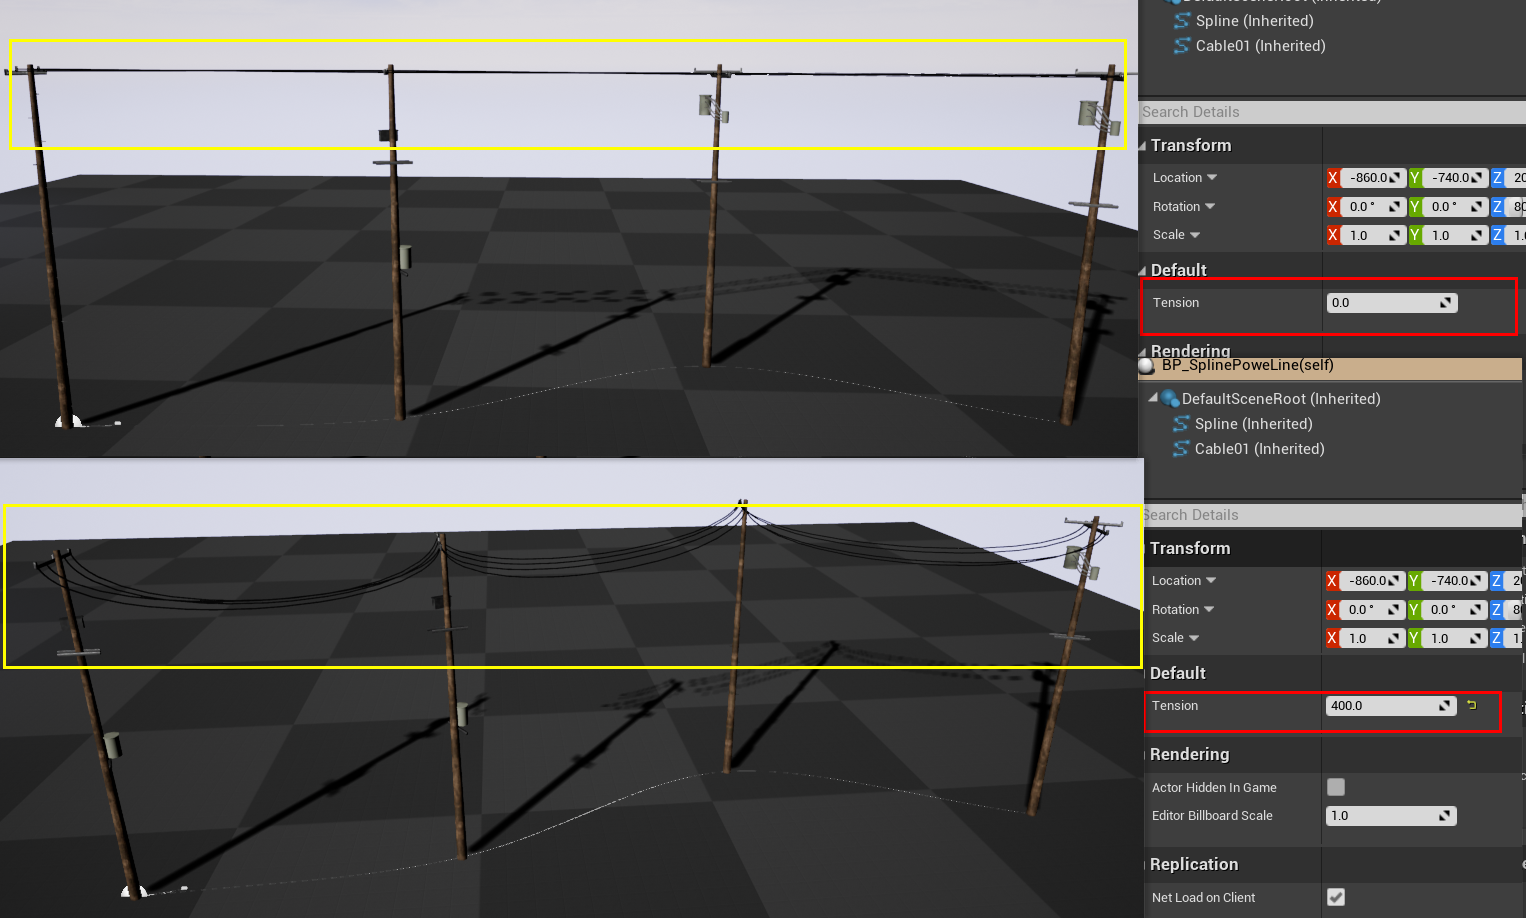 Spline (Inherited)
Cable01 (Inherited)
Search Details
Transform
Location X -860.0 Y -740.0 Z 20
Rotation X 0.0 ° Y 0.0 ° Z 80
Scale X 1.0 Y 1.0 Z 1.
Default
Tension 0.0
Rendering
BP_SplinePoweLine(self)
DefaultSceneRoot (Inherited)
Spline (Inherited)
Cable01 (Inherited)
Search Details
Transform
Location X -860.0 Y -740.0 Z 20
Rotation X 0.0 ° Y 0.0 ° Z 8
Scale X 1.0 Y 1.0 Z 1.
Default
Tension 400.0
Rendering
Actor Hidden In Game
Editor Billboard Scale 1.0
Replication
Net Load on Client